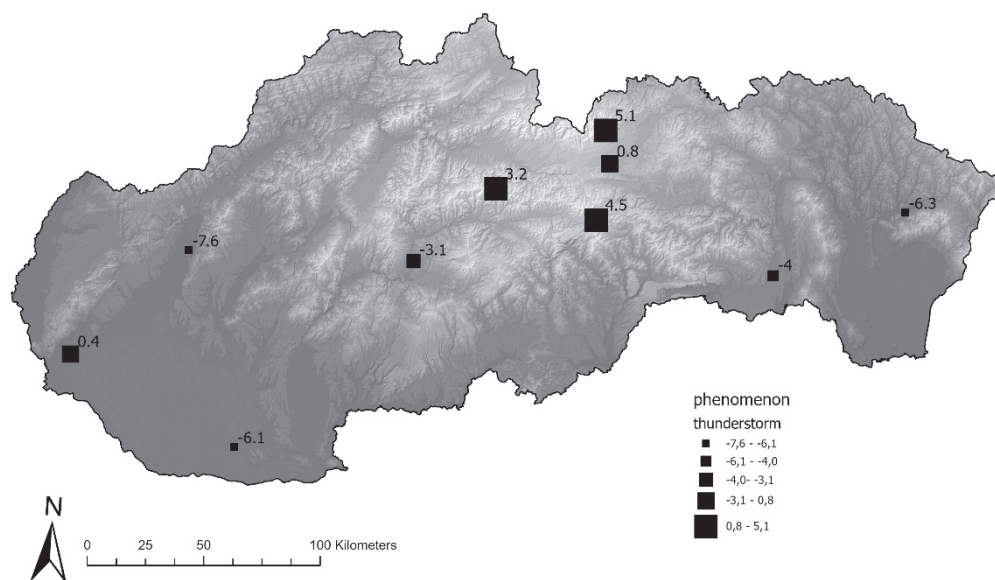 5.1
0.8
3.2
-6.3
4.5
-7.6
-3.1
-4
0.4
phenomenon
thunderstorm
-6.1
-7,6 - -6,1
-6,1 - -4,0
-4,0- -3,1
-3,1 - 0,8
0,8 - 5,1
N
0 25 50 100 Kilometers